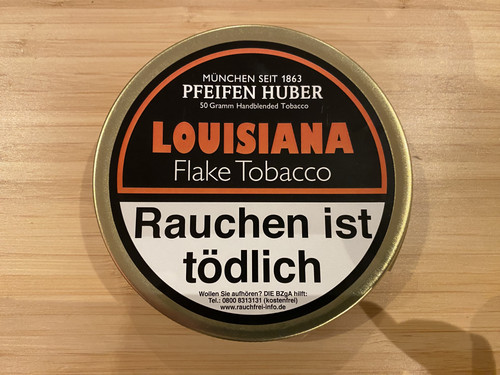 MÜNCHEN SEIT 1863
PFEIFEN HUBER
50 Gramm Handblended Tobacco
LOUISIANA
Flake Tobacco
Rauchen ist
tödlich
Wollen Sie aufhören? DIE BZgA hilft:
Tel.: 0800 8313131 (kostenfrei)
www.rauchfrei-info.de